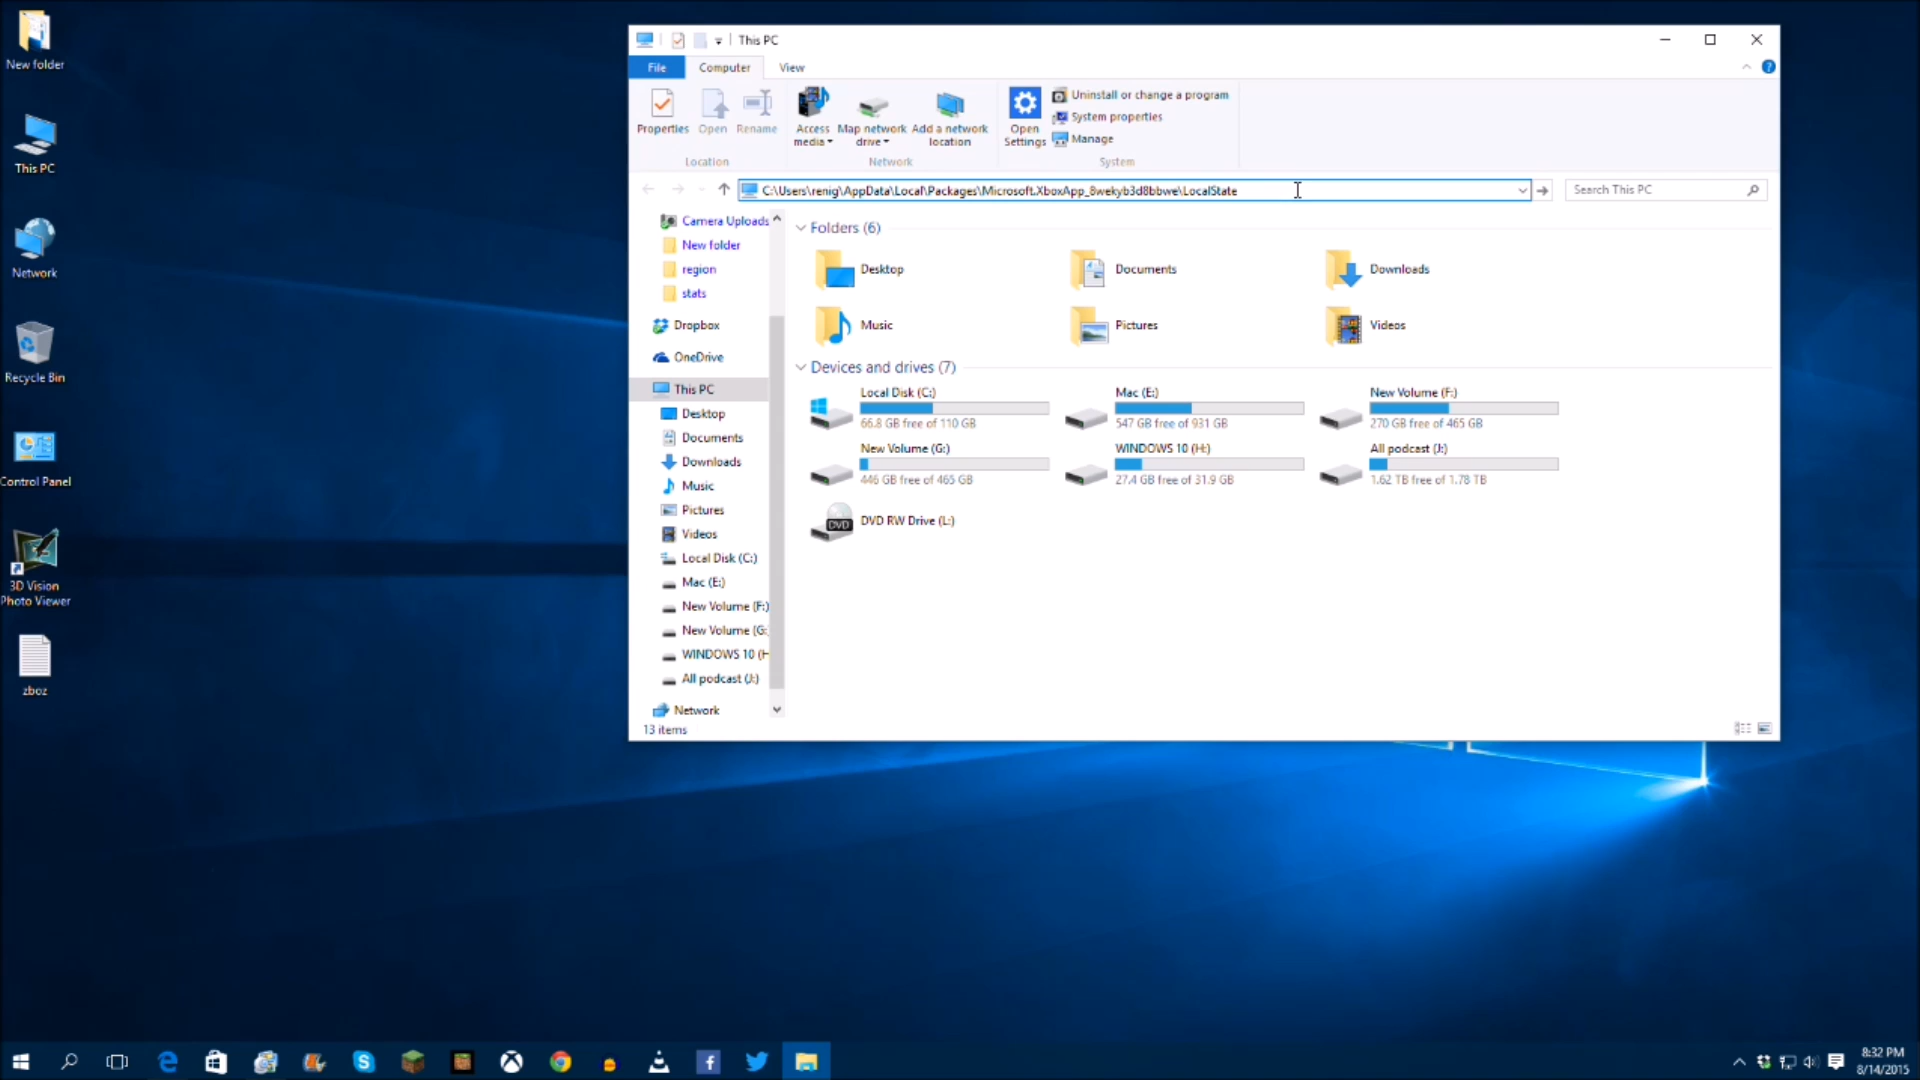 New folder
This PC
Network
Recycle Bin
Control Panel
3D Vision
Photo Viewer
zboz
This PC
File
Computer
View
Properties
Open
Rename
Access
media
Map network
drive
Add a network
location
Open
Settings
Uninstall or change a program
System properties
Manage
Location
Network
System
C:\Users\renig\AppData\Local\Packages\Microsoft.XboxApp_8wekyb3d8bbwe\LocalState
Search This PC
Camera Uploads
New folder
region
stats
Dropbox
OneDrive
This PC
Desktop
Documents
Downloads
Music
Pictures
Videos
Local Disk (C:)
Mac (E:)
New Volume (F:)
New Volume (G:
WINDOWS 10 (H
All podcast (J:)
Network
Folders (6)
Desktop
Documents
Downloads
Music
Pictures
Videos
Devices and drives (7)
Local Disk (C:)
66.8 GB free of 110 GB
Mac (E:)
547 GB free of 931 GB
New Volume (F:)
270 GB free of 465 GB
New Volume (G:)
446 GB free of 465 GB
WINDOWS 10 (H:)
27.4 GB free of 31.9 GB
All podcast (J:)
1.62 TB free of 1.78 TB
DVD
DVD RW Drive (L:)
13 items
8:32 PM
8/14/2015